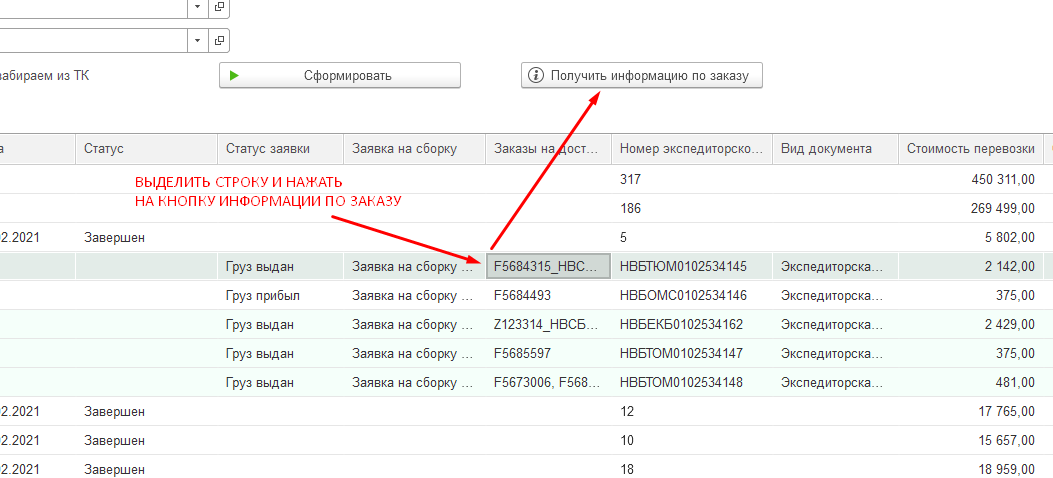 забираем из ТК Сформировать Получить информацию по заказу
а Статус Статус заявки Заявка на сборку Заказы на дост... Номер экспедиторско... Вид документа Стоимость перевозки
317 450 311,00
ВЫДЕЛИТЬ СТРОКУ И НАЖАТЬ
НА КНОПКУ ИНФОРМАЦИИ ПО ЗАКАЗУ
186 269 499,00
02.2021 Завершен 5 5 802,00
Груз выдан Заявка на сборку ... F5684315_НВС... НВБТЮМ0102534145 Экспедиторска... 2 142,00
Груз прибыл Заявка на сборку ... F5684493 НВБОМС0102534146 Экспедиторска... 375,00
Груз выдан Заявка на сборку ... Z123314_НВСБ... НВБЕКБ0102534162 Экспедиторска... 2 429,00
Груз выдан Заявка на сборку ... F5685597 НВБТОМ0102534147 Экспедиторска... 375,00
Груз выдан Заявка на сборку ... F5673006, F568... НВБТОМ0102534148 Экспедиторска... 481,00
02.2021 Завершен 12 17 765,00
02.2021 Завершен 10 15 657,00
02.2021 Завершен 18 18 959,00